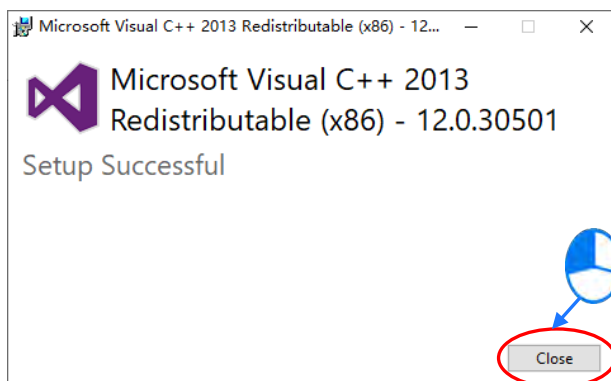 Microsoft Visual C++ 2013 Redistributable (x86) - 12...
Microsoft Visual C++ 2013
Redistributable (x86) - 12.0.30501
Setup Successful
Close